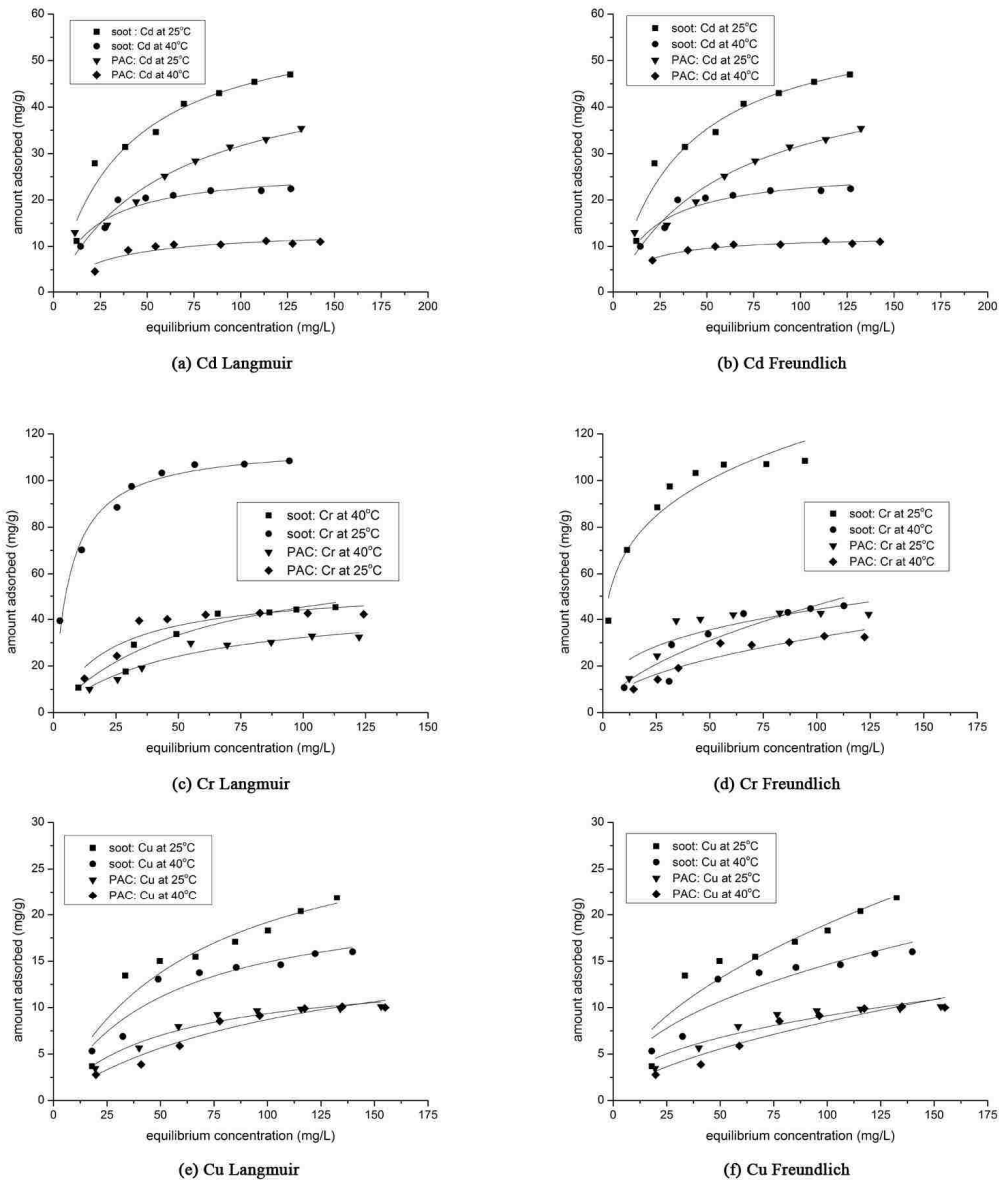 soot : Cd at 25°C
soot: Cd at 40°C
PAC: Cd at 25°C
PAC: Cd at 40°C
amount adsorbed (mg/g)
60
50
40
30
20
10
0
0 25 50 75 100 125 150 175 200
equilibrium concentration (mg/L)
(a) Cd Langmuir
soot: Cd at 25°C
soot: Cd at 40°C
PAC: Cd at 25°C
PAC: Cd at 40°C
amount adsorbed (mg/g)
60
50
40
30
20
10
0
0 25 50 75 100 125 150 175 200
equilibrium concentration (mg/L)
(b) Cd Freundlich
soot: Cr at 40°C
soot: Cr at 25°C
PAC: Cr at 40°C
PAC: Cr at 25°C
amount adsorbed (mg/g)
120
100
80
60
40
20
0
0 25 50 75 100 125 150
equilibrium concentration (mg/L)
(c) Cr Langmuir
soot: Cr at 25°C
soot: Cr at 40°C
PAC: Cr at 25°C
PAC: Cr at 40°C
amount adsorbed (mg/g)
120
100
80
60
40
20
0
0 25 50 75 100 125 150 175
equilibrium concentration (mg/L)
(d) Cr Freundlich
soot: Cu at 25°C
soot: Cu at 40°C
PAC: Cu at 25°C
PAC: Cu at 40°C
amount adsorbed (mg/g)
30
25
20
15
10
5
0
0 25 50 75 100 125 150 175
equilibrium concentration (mg/L)
(e) Cu Langmuir
soot: Cu at 25°C
soot: Cu at 40°C
PAC: Cu at 25°C
PAC: Cu at 40°C
amount adsorbed (mg/g)
30
25
20
15
10
5
0
0 25 50 75 100 125 150 175
equilibrium concentration (mg/L)
(f) Cu Freundlich